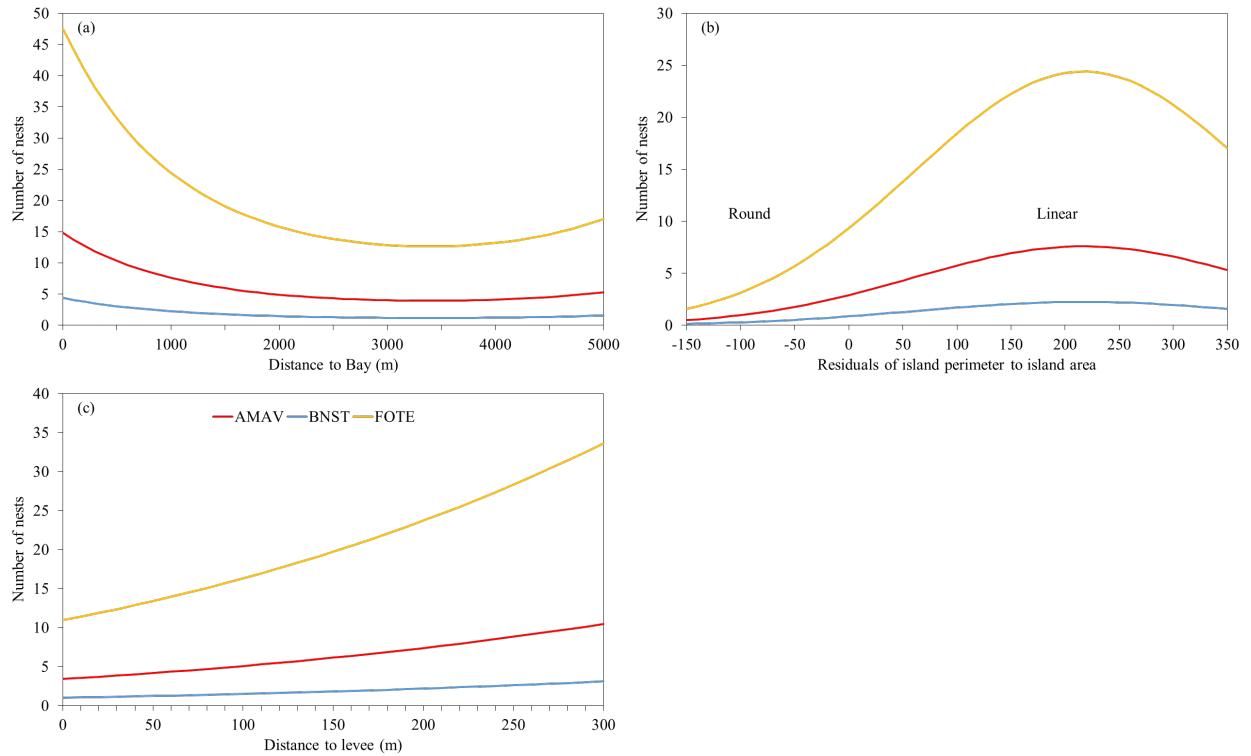 (a)
50
45
40
35
30
25
20
15
10
5
0
Number of nests
0 1000 2000 3000 4000 5000
Distance to Bay (m)
(b)
30
25
20
15
10
5
0
Number of nests
Round
Linear
-150 -100 -50 0 50 100 150 200 250 300 350
Residuals of island perimeter to island area
(c)
AMAV BNST FOTE
40
35
30
25
20
15
10
5
0
Number of nests
0 50 100 150 200 250 300
Distance to levee (m)